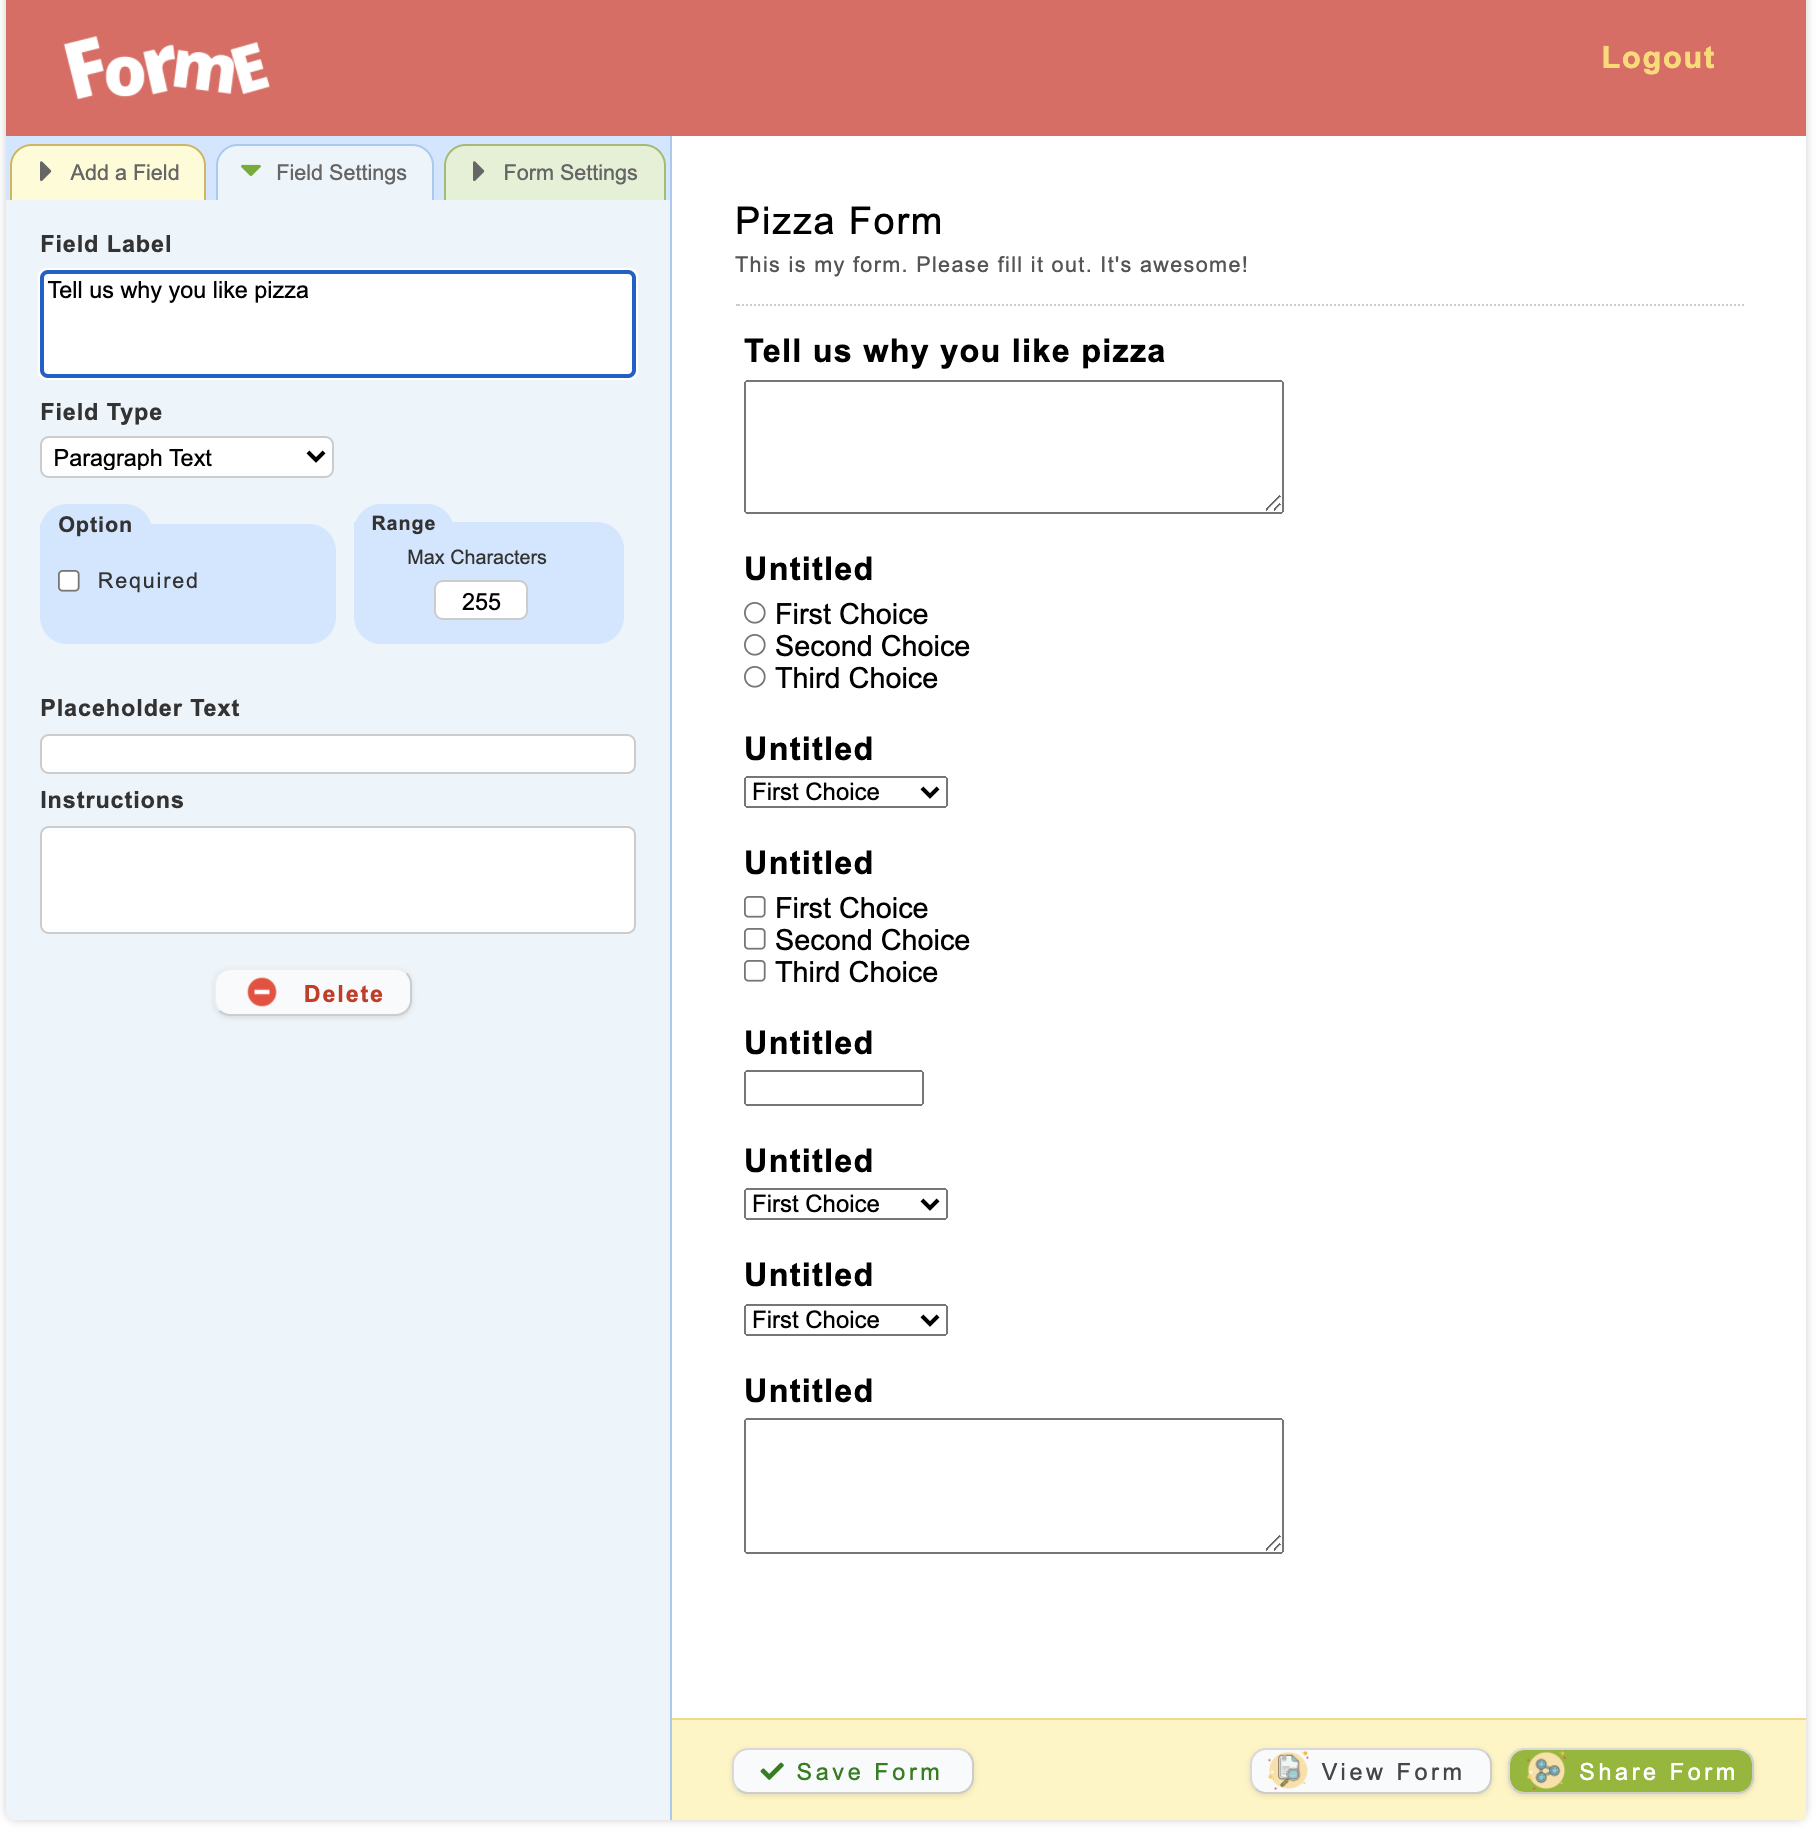 FormE
Logout
Add a Field
Field Settings
Form Settings
Field Label
Tell us why you like pizza
Field Type
Paragraph Text
Option
Required
Range
Max Characters
255
Placeholder Text
Instructions
Delete
Pizza Form
This is my form. Please fill it out. It's awesome!
Tell us why you like pizza
Untitled
First Choice
Second Choice
Third Choice
Untitled
First Choice
Untitled
First Choice
Second Choice
Third Choice
Untitled
Untitled
First Choice
Untitled
First Choice
Untitled
Save Form
View Form
Share Form